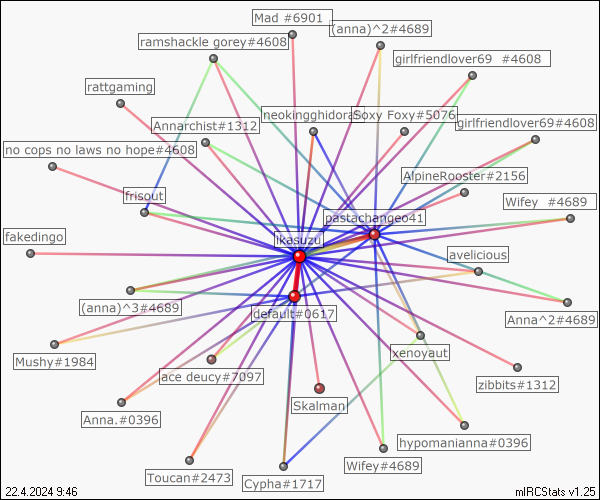 Mad #6901
(anna)^2#4689
ramshackle gorey#4608
girlfriendlover69 #4608
rattgaming
neokingghidorah
Soxy Foxy#5076
Annarchist#1312
girlfriendlover69#4608
no cops no laws no hope#4608
AlpineRooster#2156
frisout
Wifey #4689
pastachangeo41
ikasuzu
fakedingo
avelicious
(anna)^3#4689
default#0617
Anna^2#4689
xenoyaut
Mushy#1984
ace deucy#7097
zibbits#1312
Skalman
Anna.#0396
hypomanianna#0396
Wifey#4689
Toucan#2473
Cypha#1717
22.4.2024 9:46
mIRCStats v1.25